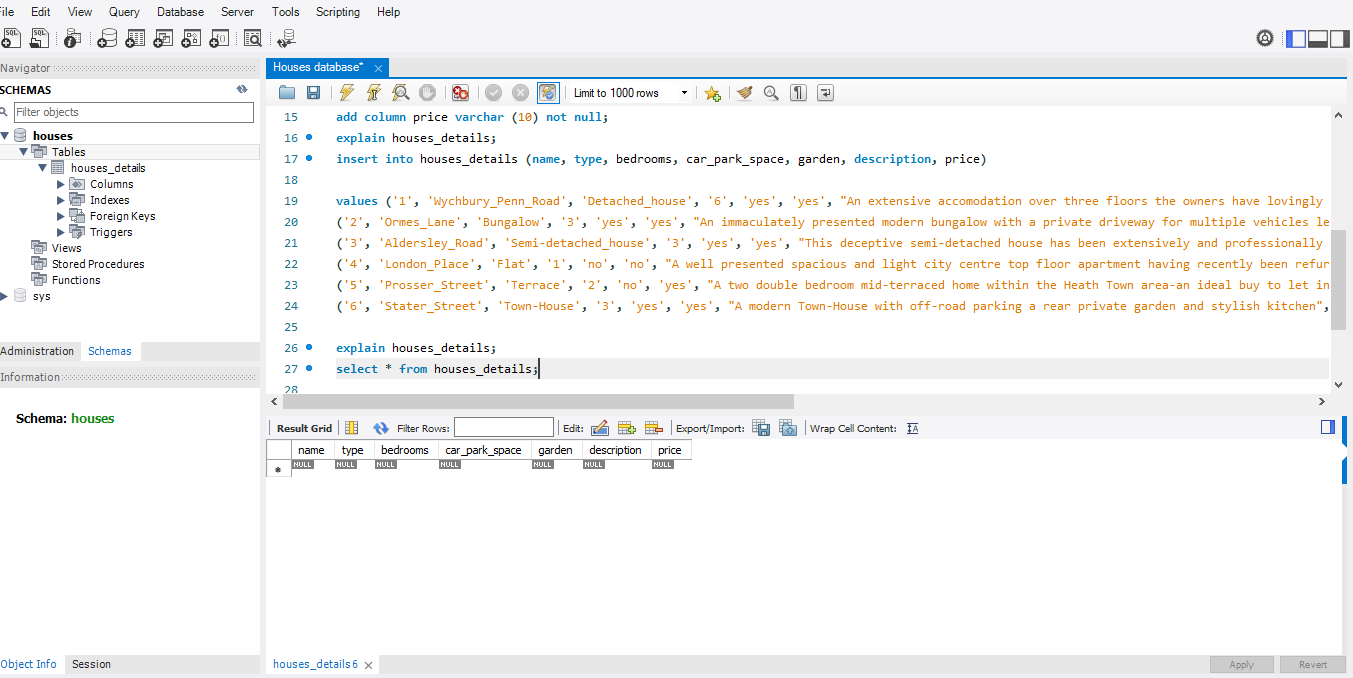 File Edit View Query Database Server Tools Scripting Help
Navigator
SCHEMAS
Filter objects
houses
Tables
houses_details
Columns
Indexes
Foreign Keys
Triggers
Views
Stored Procedures
Functions
sys
Administration Schemas
Information
Schema: houses
Object Info Session
Houses database*
Limit to 1000 rows
15 add column price varchar (10) not null;
16 explain houses_details;
17 insert into houses_details (name, type, bedrooms, car_park_space, garden, description, price)
18
19 values ('1', 'Wychbury_Penn_Road', 'Detached_house', '6', 'yes', 'yes', "An extensive accomodation over three floors the owners have lovingly
20 ('2', 'Ormes_Lane', 'Bungalow', '3', 'yes', 'yes', "An immaculately presented modern bungalow with a private driveway for multiple vehicles le
21 ('3', 'Aldersley_Road', 'Semi-detached_house', '3', 'yes', 'yes', "This deceptive semi-detached house has been extensively and professionally
22 ('4', 'London_Place', 'Flat', '1', 'no', 'no', "A well presented spacious and light city centre top floor apartment having recently been refur
23 ('5', 'Prosser_Street', 'Terrace', '2', 'no', 'yes', "A two double bedroom mid-terraced home within the Heath Town area-an ideal buy to let in
24 ('6', 'Stater_Street', 'Town-House', '3', 'yes', 'yes', "A modern Town-House with off-road parking a rear private garden and stylish kitchen",
25
26 explain houses_details;
27 select * from houses_details;
28
Result Grid Filter Rows: Edit: Export/Import: Wrap Cell Content:
name type bedrooms car_park_space garden description price
NULL NULL NULL NULL NULL NULL NULL
houses_details6
Apply Revert